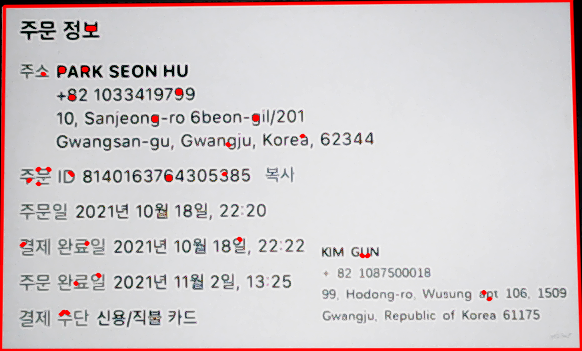 주문 정보
주소 PARK SEON HU
+82 1033419799
10, Sanjeong-ro 6beon-gil/201
Gwangsan-gu, Gwangju, Korea, 62344
주문 ID 8140163764305385 복사
주문일 2021년 10월 18일, 22:20
결제 완료일 2021년 10월 18일, 22:22
주문 완료일 2021년 11월 2일, 13:25
결제 수단 신용/직불 카드
KIM GUN
+ 82 1087500018
99, Hodong-ro, Wusung apt 106, 1509
Gwangju, Republic of Korea 61175